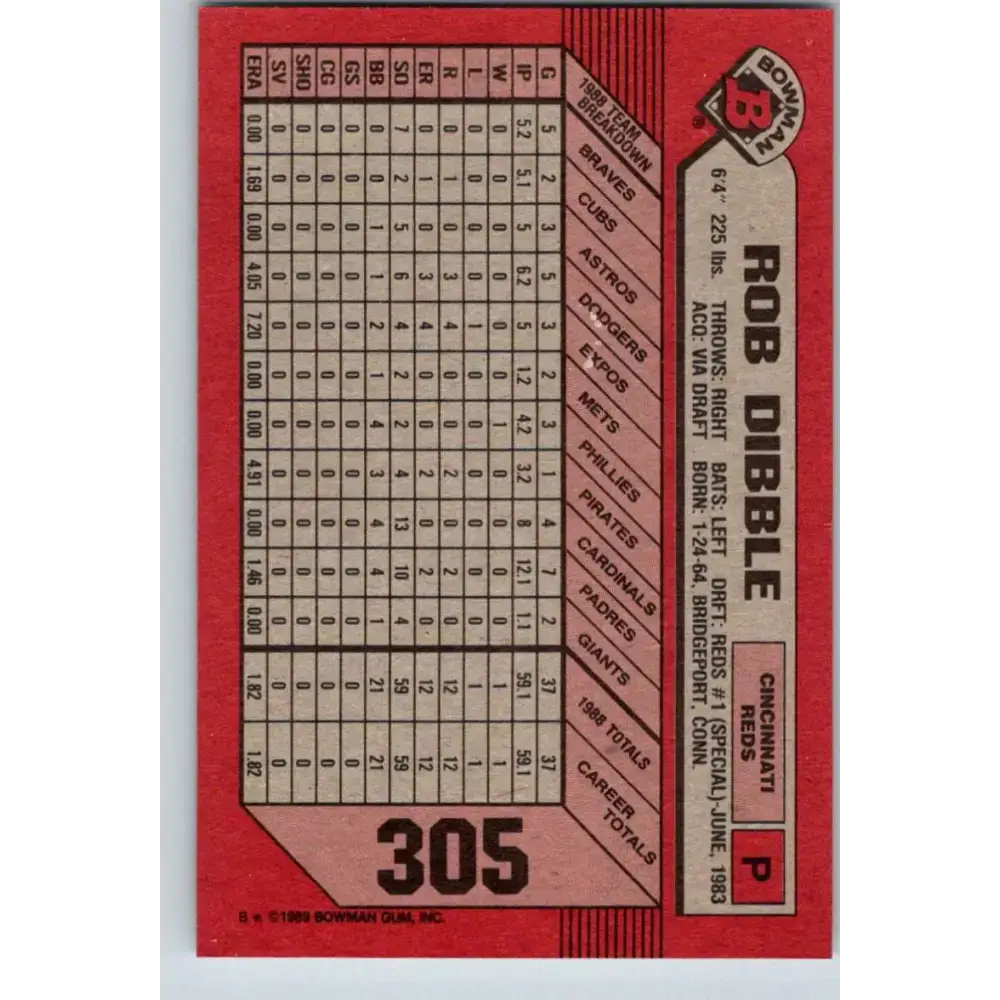 BOWMAN
B
®
ROB DIBBLE
CINCINNATI
REDS
P
6'4" 225 lbs. THROWS: RIGHT BATS: LEFT DRFT: REDS #1 (SPECIAL)-JUNE, 1983
ACQ: VIA DRAFT BORN: 1-24-64, BRIDGEPORT, CONN.
1988 TEAM
BREAKDOWN
BRAVES
CUBS
ASTROS
DODGERS
EXPOS
METS
PHILLIES
PIRATES
CARDINALS
PADRES
GIANTS
1988 TOTALS
CAREER
TOTALS
G 5 2 3 5 3 2 3 1 4 7 2 37 37
IP 5.2 5.1 5 6.2 5 1.2 4.2 3.2 8 12.1 1.1 59.1 59.1
W 0 0 0 0 0 0 1 0 0 0 0 1 1
L 0 0 0 0 1 0 0 0 0 0 0 1 1
R 0 1 0 3 4 0 0 2 0 2 0 12 12
ER 0 1 0 3 4 0 0 2 0 2 0 12 12
SO 7 2 5 6 4 2 2 4 13 10 4 59 59
BB 0 0 1 1 2 1 4 3 4 4 1 21 21
GS 0 0 0 0 0 0 0 0 0 0 0 0 0
CG 0 0 0 0 0 0 0 0 0 0 0 0 0
SHO 0 0 0 0 0 0 0 0 0 0 0 0 0
SV 0 0 0 0 0 0 0 0 0 0 0 0 0
ERA 0.00 1.69 0.00 4.05 7.20 0.00 0.00 4.91 0.00 1.46 0.00 1.82 1.82
305
©1989 BOWMAN GUM, INC.